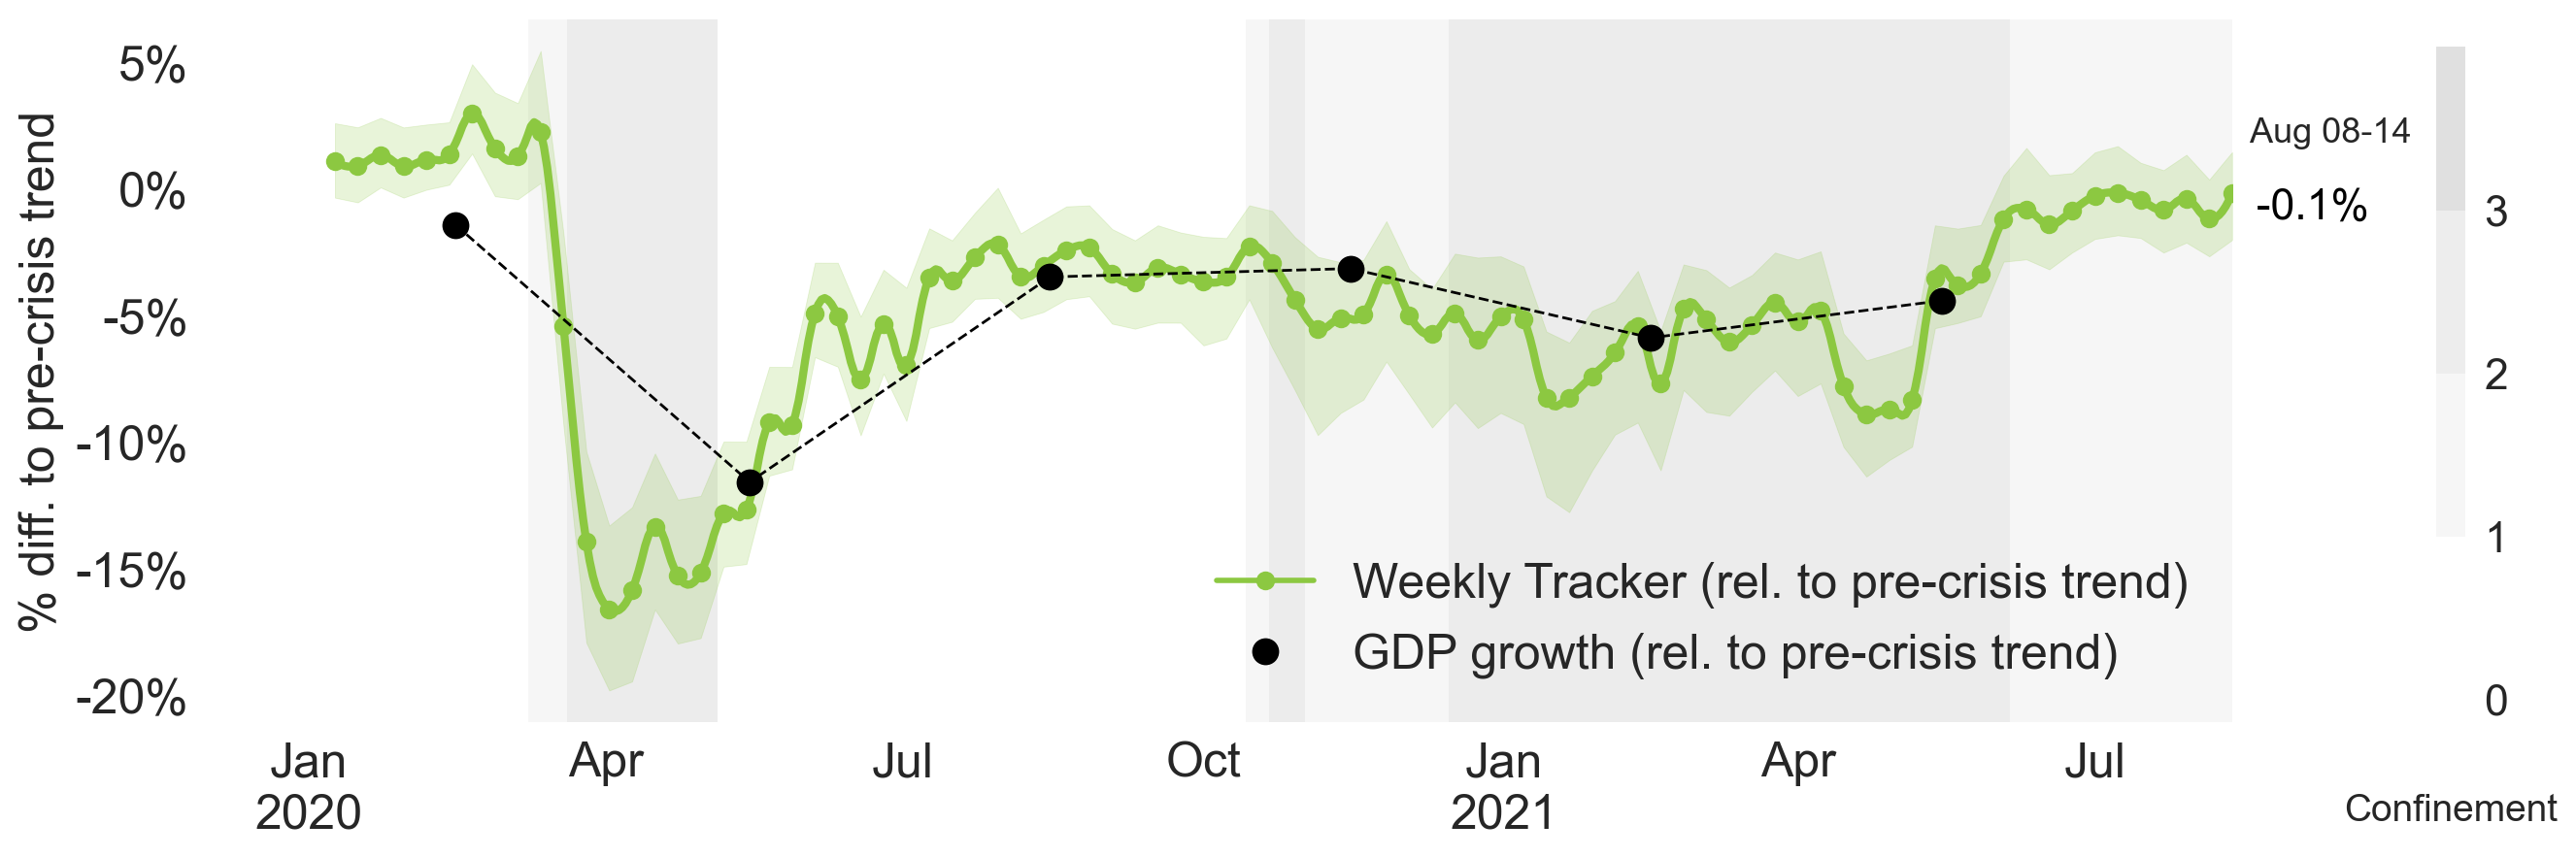 % diff. to pre-crisis trend
5%
0%
-5%
-10%
-15%
-20%
Jan
2020
Apr
Jul
Oct
Jan
2021
Apr
Jul
Weekly Tracker (rel. to pre-crisis trend)
GDP growth (rel. to pre-crisis trend)
Aug 08-14
-0.1%
3
2
1
0
Confinement